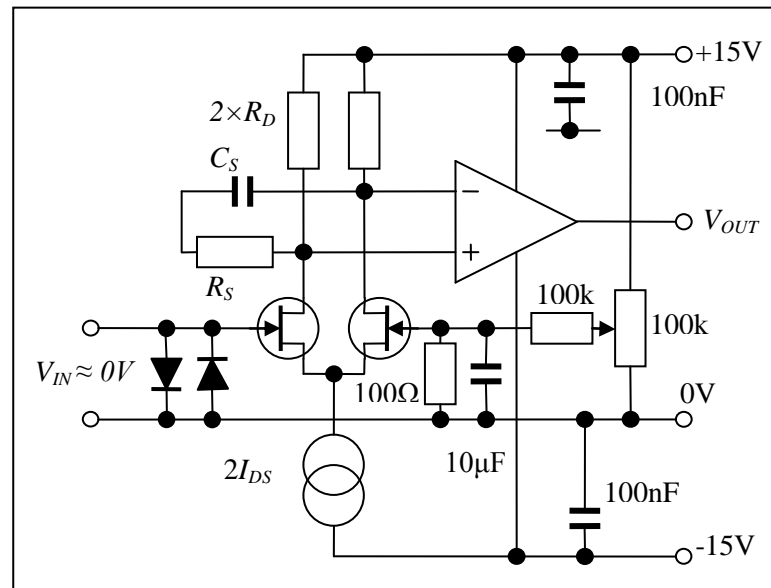 +15V
2×R_D
100nF
C_S
−
V_OUT
+
R_S
100k
100k
V_IN ≈ 0V
100Ω
0V
2I_DS
10µF
100nF
-15V